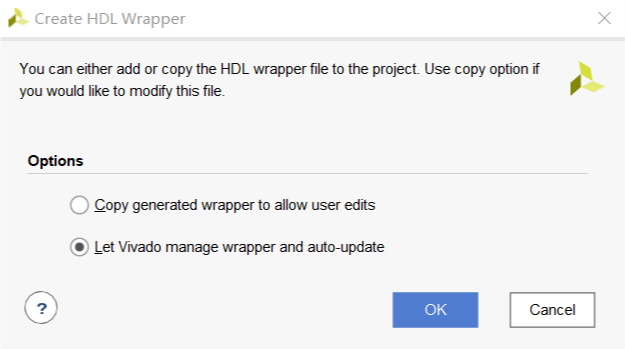 Create HDL Wrapper
You can either add or copy the HDL wrapper file to the project. Use copy option if
you would like to modify this file.
Options
Copy generated wrapper to allow user edits
Let Vivado manage wrapper and auto-update
?
OK
Cancel